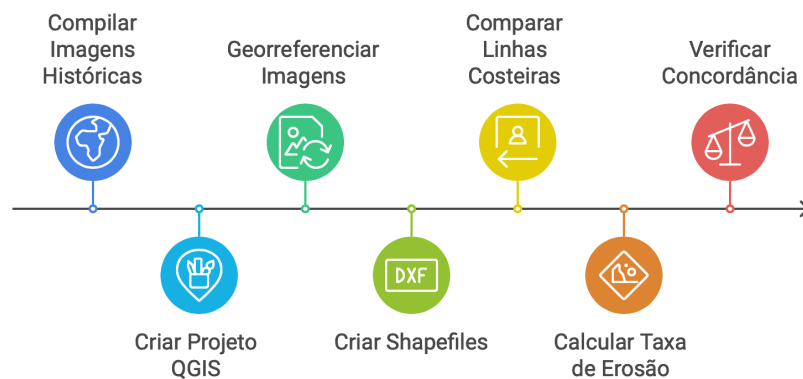 Compilar
Imagens
Históricas
Georreferenciar
Imagens
Comparar
Linhas
Costeiras
Verificar
Concordância
DXF
Criar Projeto
QGIS
Criar Shapefiles
Calcular Taxa
de Erosão